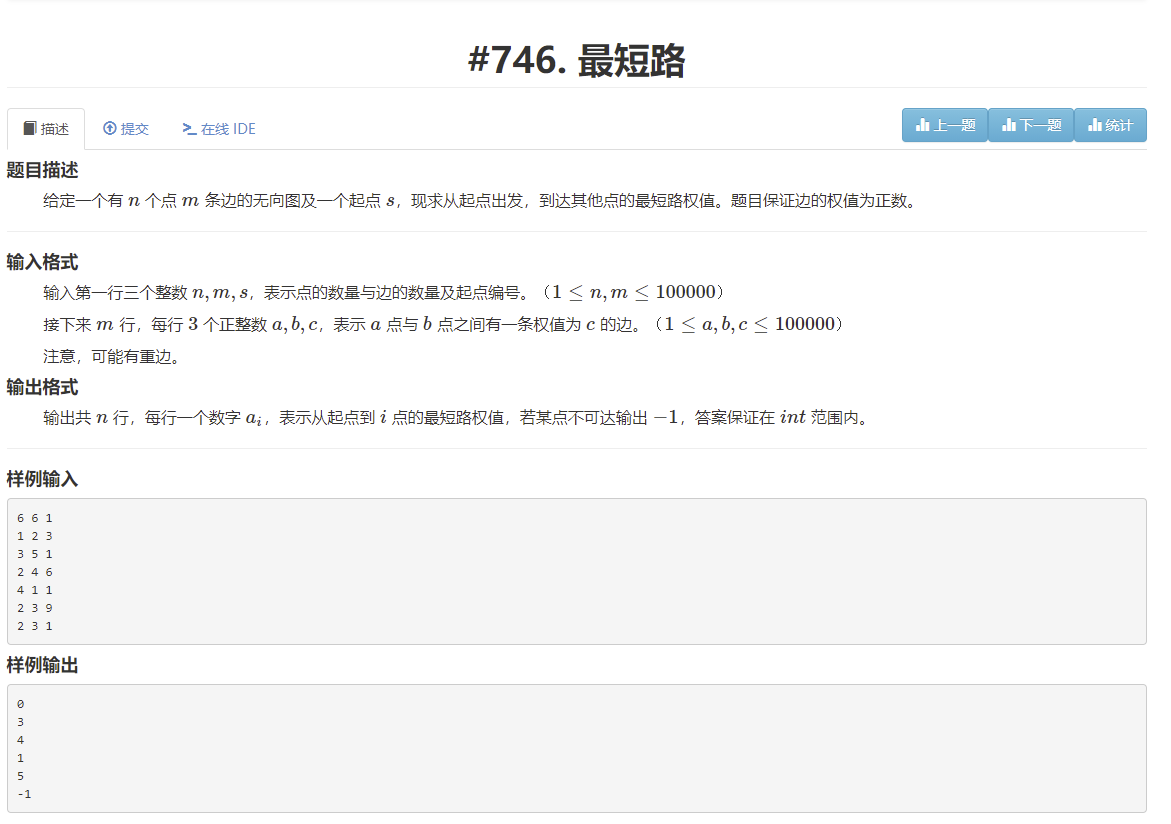 #746. 最短路
描述 提交 在线 IDE 上一题 下一题 统计
题目描述
给定一个有 n 个点 m 条边的无向图及一个起点 s，现求从起点出发，到达其他点的最短路权值。题目保证边的权值为正数。
输入格式
输入第一行三个整数 n, m, s，表示点的数量与边的数量及起点编号。（1 ≤ n, m ≤ 100000）
接下来 m 行，每行 3 个正整数 a, b, c，表示 a 点与 b 点之间有一条权值为 c 的边。（1 ≤ a, b, c ≤ 100000）
注意，可能有重边。
输出格式
输出共 n 行，每行一个数字 aᵢ，表示从起点到 i 点的最短路权值，若某点不可达输出 −1，答案保证在 int 范围内。
样例输入
6 6 1
1 2 3
3 5 1
2 4 6
4 1 1
2 3 9
2 3 1
样例输出
0
3
4
1
5
-1